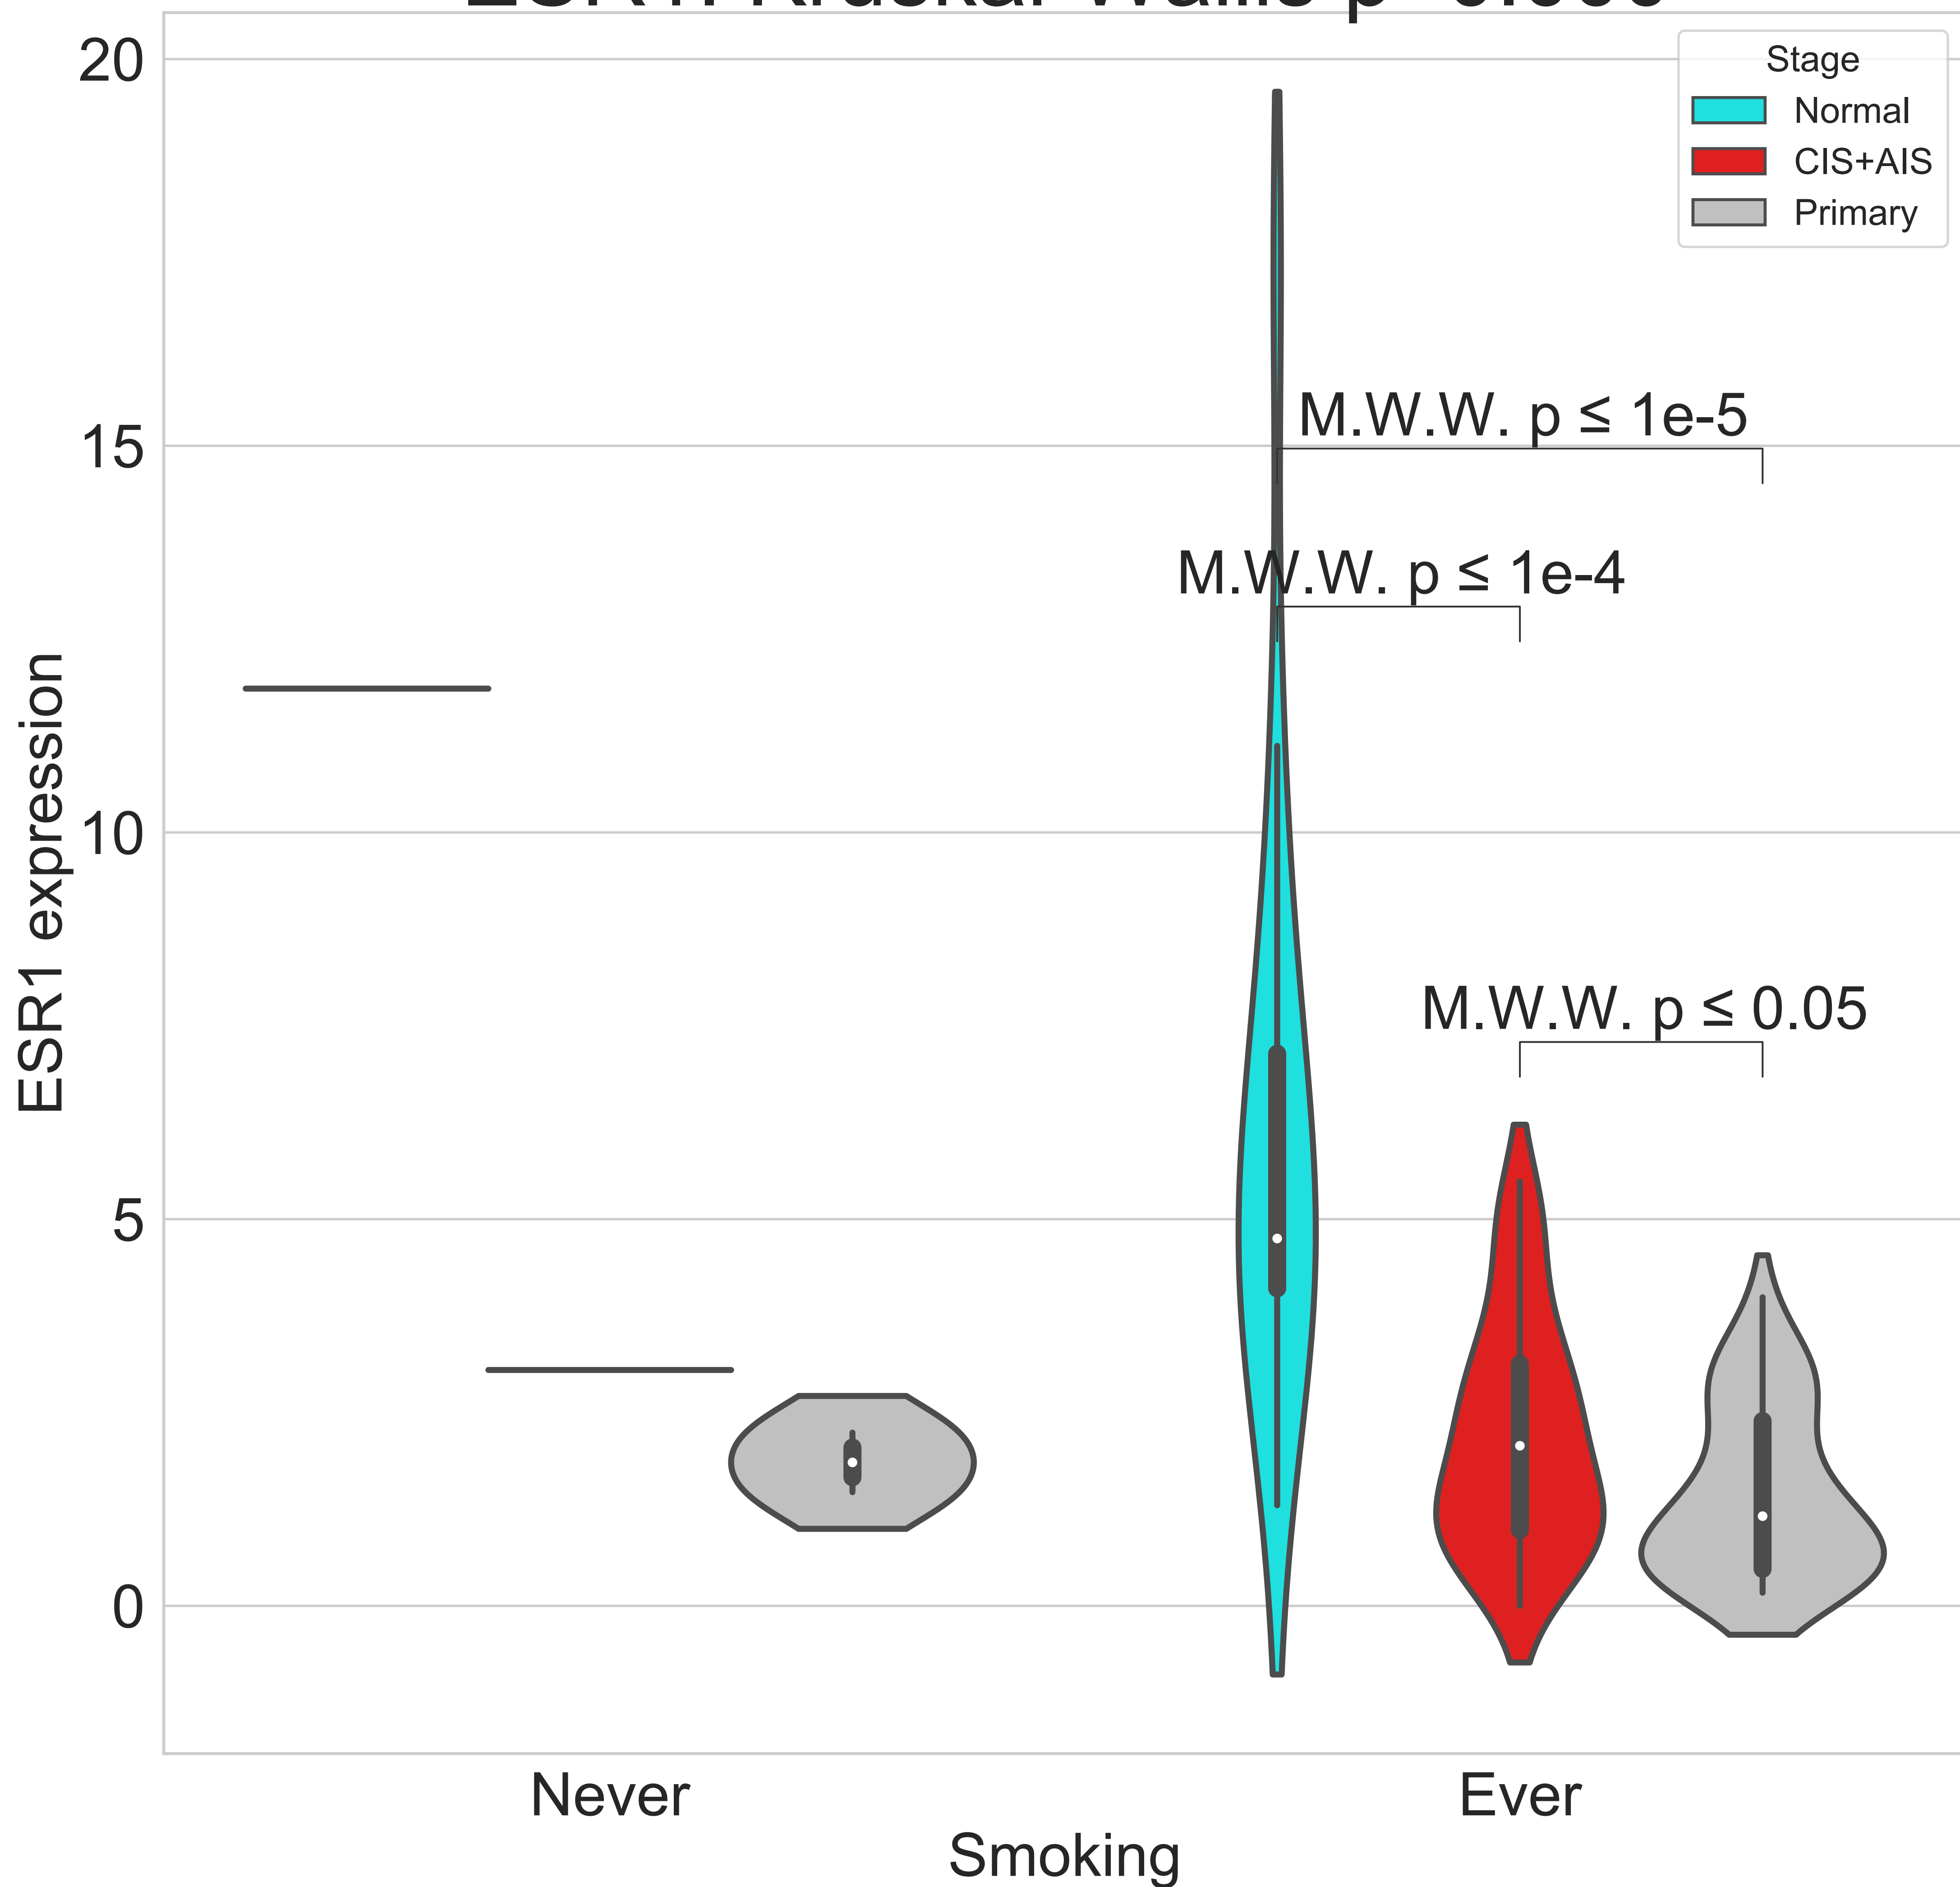 20
Stage
Normal
CIS+AIS
Primary
M.W.W. p ≤ 1e-5
15
M.W.W. p ≤ 1e-4
ESR1 expression
10
M.W.W. p ≤ 0.05
5
0
Never
Ever
Smoking